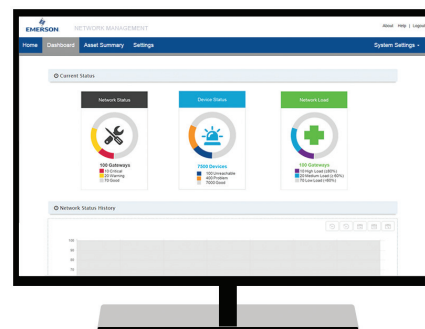 EMERSON
NETWORK MANAGEMENT
About Help | Logout
Home Dashboard Asset Summary Settings System Settings
Current Status
Network Status
Device Status
Network Load
100 Gateways
10 Critical
20 Warning
70 Good
7500 Devices
100 Unreachable
400 Problem
7000 Good
100 Gateways
10 High Load (≥80%)
20 Medium Load (≥ 60%)
70 Low Load (<60%)
Network Status History
100
90
80
70